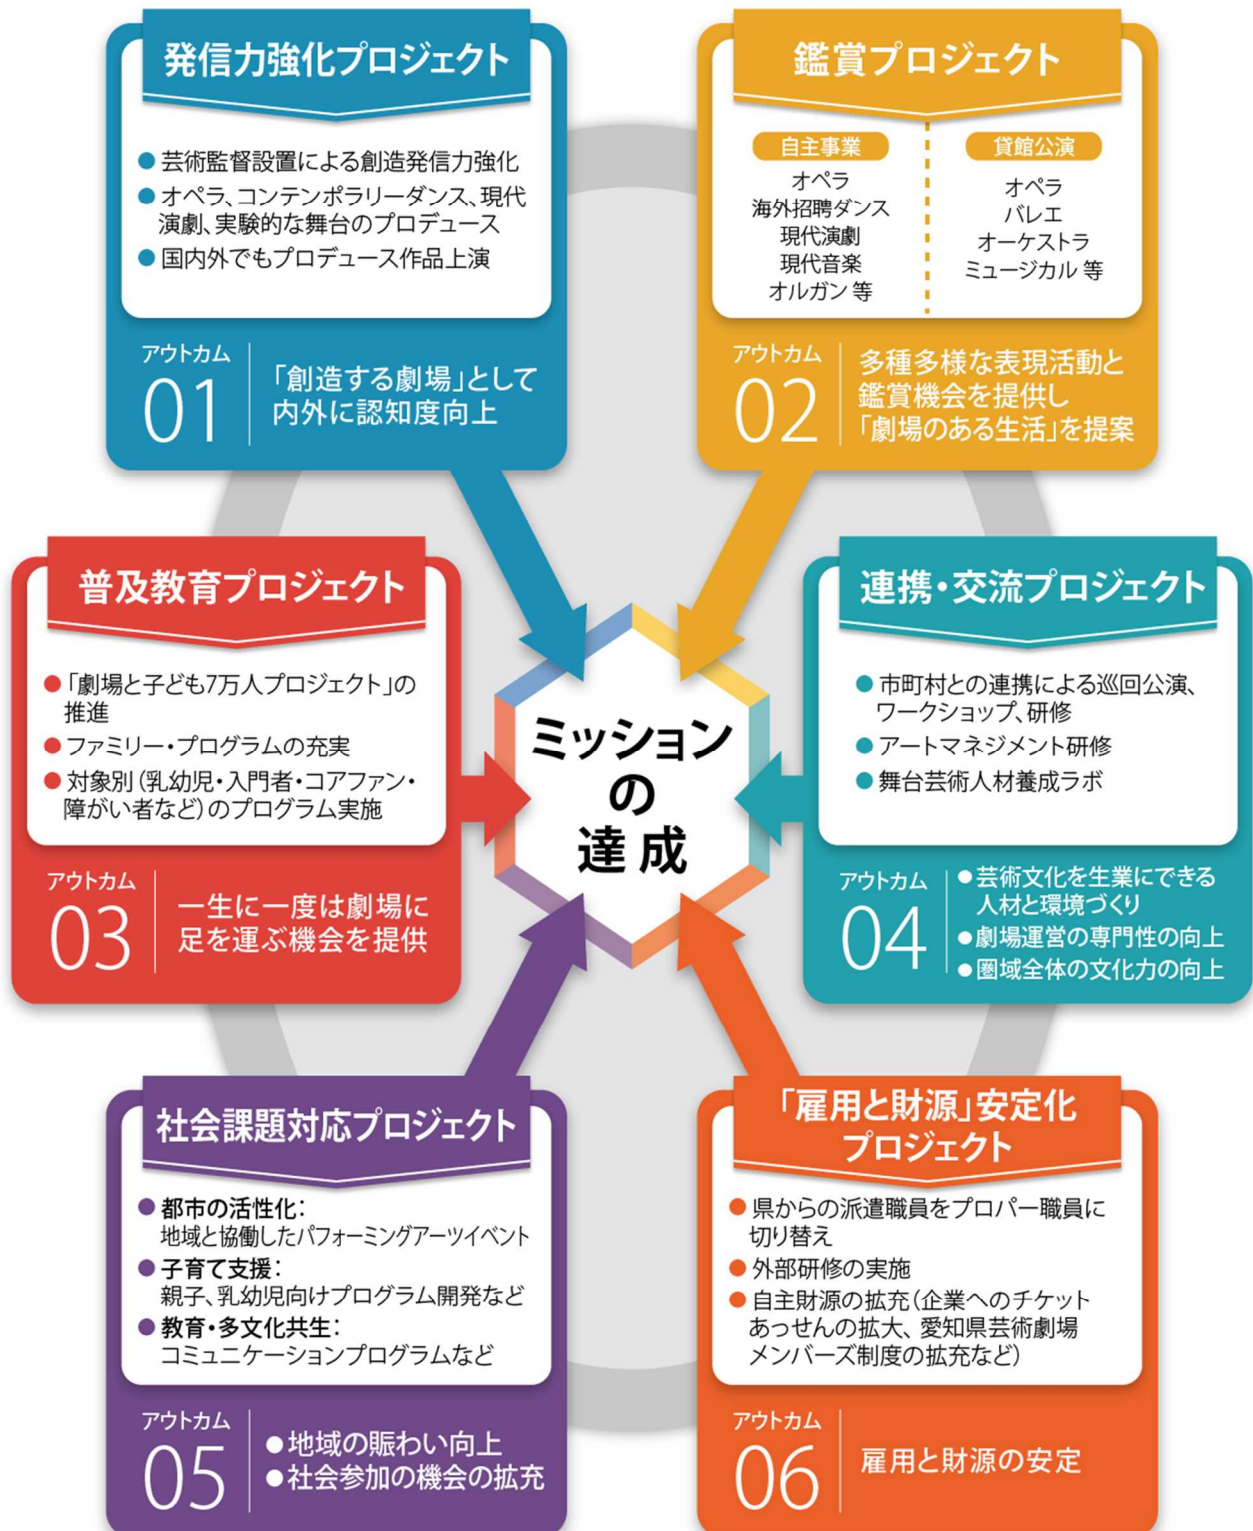 発信力強化プロジェクト
● 芸術監督設置による創造発信力強化
● オペラ、コンテンポラリーダンス、現代
演劇、実験的な舞台のプロデュース
● 国内外でもプロデュース作品上演
アウトカム
01
「創造する劇場」として
内外に認知度向上
鑑賞プロジェクト
自主事業
オペラ
海外招聘ダンス
現代演劇
現代音楽
オルガン 等
貸館公演
オペラ
バレエ
オーケストラ
ミュージカル 等
アウトカム
02
多種多様な表現活動と
鑑賞機会を提供し
「劇場のある生活」を提案
普及教育プロジェクト
● 「劇場と子ども7万人プロジェクト」の
推進
● ファミリー・プログラムの充実
● 対象別（乳幼児・入門者・コアファン・
障がい者など）のプログラム実施
アウトカム
03
一生に一度は劇場に
足を運ぶ機会を提供
ミッション
の
達成
連携・交流プロジェクト
● 市町村との連携による巡回公演、
ワークショップ、研修
● アートマネジメント研修
● 舞台芸術人材養成ラボ
アウトカム
04
● 芸術文化を生業にできる
人材と環境づくり
● 劇場運営の専門性の向上
● 圏域全体の文化力の向上
社会課題対応プロジェクト
● 都市の活性化：
地域と協働したパフォーミングアーツイベント
● 子育て支援：
親子、乳幼児向けプログラム開発など
● 教育・多文化共生：
コミュニケーションプログラムなど
アウトカム
05
● 地域の賑わい向上
● 社会参加の機会の拡充
「雇用と財源」安定化
プロジェクト
● 県からの派遣職員をプロパー職員に
切り替え
● 外部研修の実施
● 自主財源の拡充（企業へのチケット
あっせんの拡大、愛知県芸術劇場
メンバーズ制度の拡充など）
アウトカム
06
雇用と財源の安定